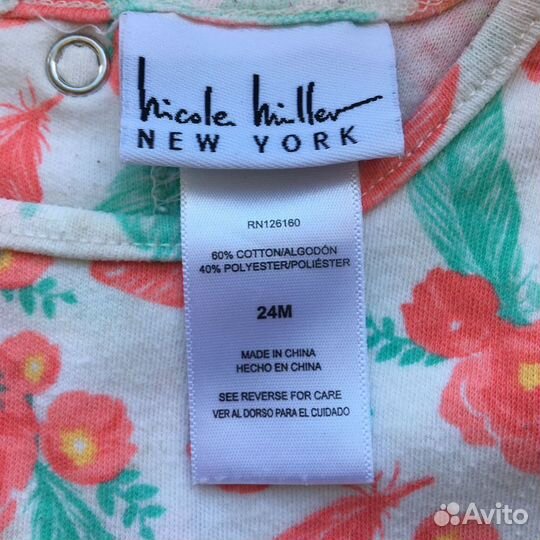 nicole miller
NEW YORK
RN126160
60% COTTON/ALGODÓN
40% POLYESTER/POLIÉSTER
24M
MADE IN CHINA
HECHO EN CHINA
SEE REVERSE FOR CARE
VER AL DORSO PARA EL CUIDADO
Avito